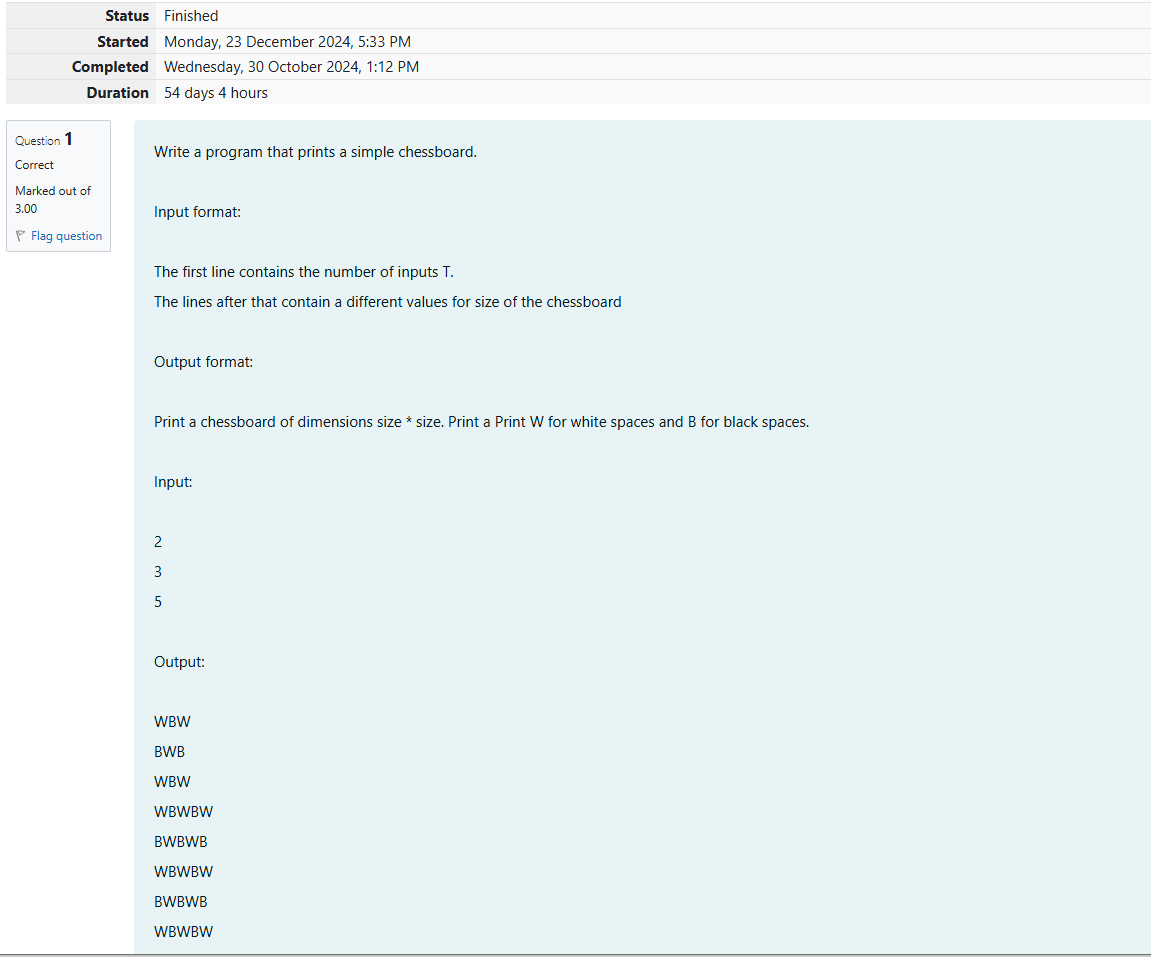 Status Finished
Started Monday, 23 December 2024, 5:33 PM
Completed Wednesday, 30 October 2024, 1:12 PM
Duration 54 days 4 hours
Question 1
Correct
Marked out of
3.00
Flag question
Write a program that prints a simple chessboard.
Input format:
The first line contains the number of inputs T.
The lines after that contain a different values for size of the chessboard
Output format:
Print a chessboard of dimensions size * size. Print a Print W for white spaces and B for black spaces.
Input:
2
3
5
Output:
WBW
BWB
WBW
WBWBW
BWBWB
WBWBW
BWBWB
WBWBW